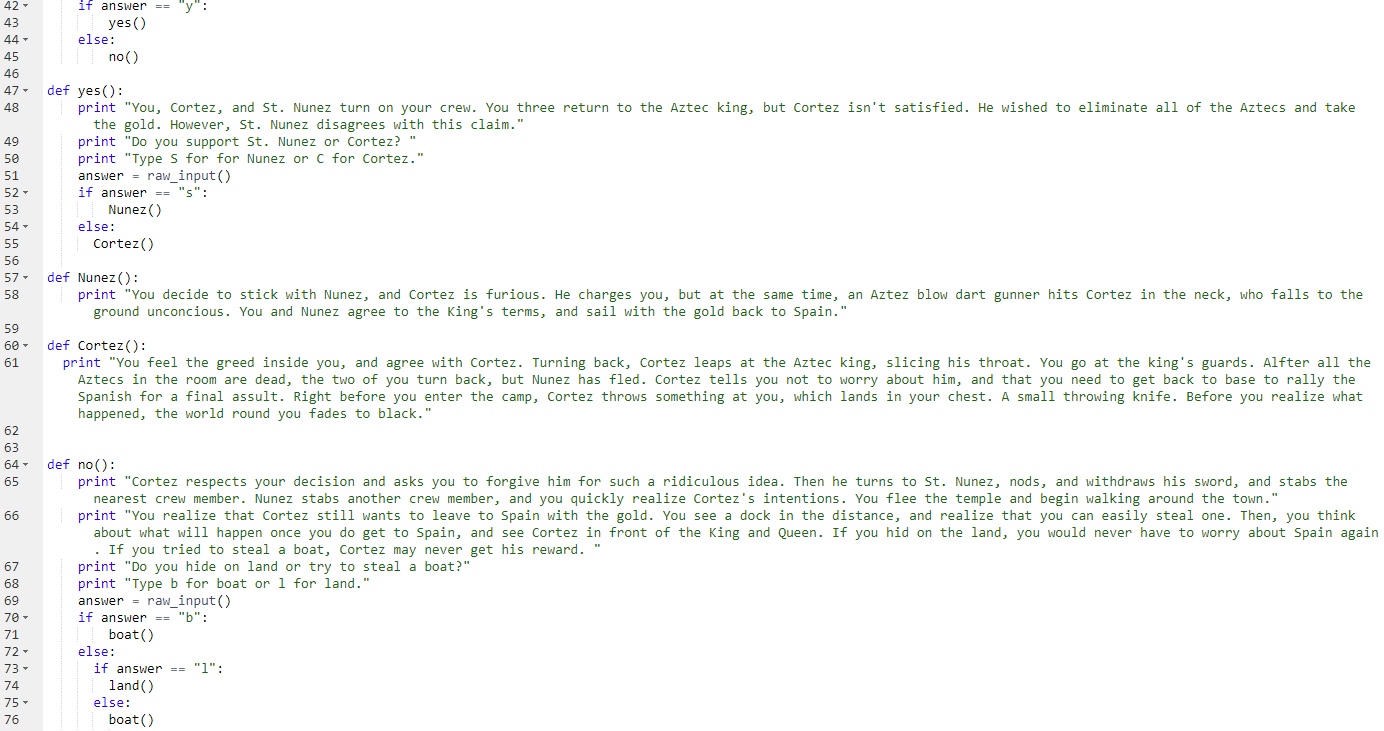 42 if answer == "y":
43 yes()
44 else:
45 no()
46
47 def yes():
48 print "You, Cortez, and St. Nunez turn on your crew. You three return to the Aztec king, but Cortez isn't satisfied. He wished to eliminate all of the Aztecs and take
the gold. However, St. Nunez disagrees with this claim."
49 print "Do you support St. Nunez or Cortez? "
50 print "Type S for for Nunez or C for Cortez."
51 answer = raw_input()
52 if answer == "s":
53 Nunez()
54 else:
55 Cortez()
56
57 def Nunez():
58 print "You decide to stick with Nunez, and Cortez is furious. He charges you, but at the same time, an Aztez blow dart gunner hits Cortez in the neck, who falls to the
ground unconcious. You and Nunez agree to the King's terms, and sail with the gold back to Spain."
59
60 def Cortez():
61 print "You feel the greed inside you, and agree with Cortez. Turning back, Cortez leaps at the Aztec king, slicing his throat. You go at the king's guards. Alfter all the
Aztecs in the room are dead, the two of you turn back, but Nunez has fled. Cortez tells you not to worry about him, and that you need to get back to base to rally the
Spanish for a final assult. Right before you enter the camp, Cortez throws something at you, which lands in your chest. A small throwing knife. Before you realize what
happened, the world round you fades to black."
62
63
64 def no():
65 print "Cortez respects your decision and asks you to forgive him for such a ridiculous idea. Then he turns to St. Nunez, nods, and withdraws his sword, and stabs the
nearest crew member. Nunez stabs another crew member, and you quickly realize Cortez's intentions. You flee the temple and begin walking around the town."
66 print "You realize that Cortez still wants to leave to Spain with the gold. You see a dock in the distance, and realize that you can easily steal one. Then, you think
about what will happen once you do get to Spain, and see Cortez in front of the King and Queen. If you hid on the land, you would never have to worry about Spain again
. If you tried to steal a boat, Cortez may never get his reward. "
67 print "Do you hide on land or try to steal a boat?"
68 print "Type b for boat or l for land."
69 answer = raw_input()
70 if answer == "b":
71 boat()
72 else:
73 if answer == "l":
74 land()
75 else:
76 boat()